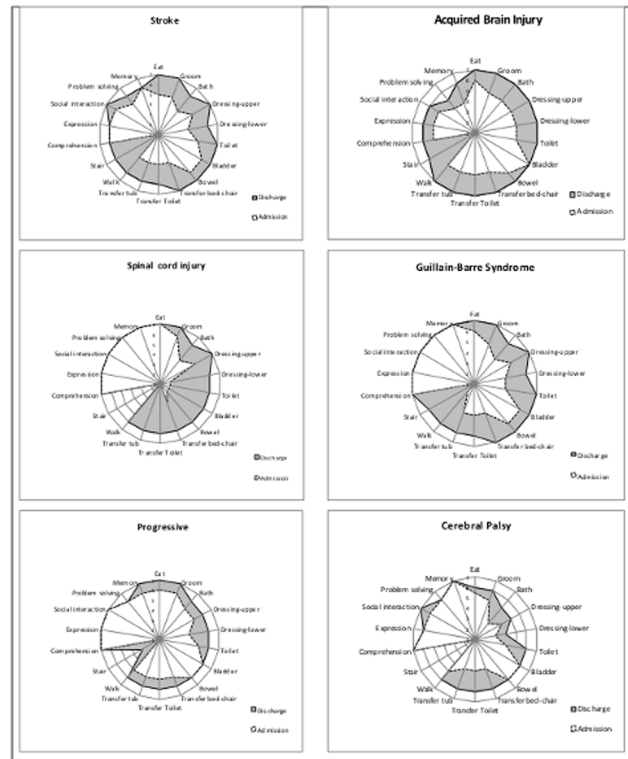 Stroke
Eat
Groom
Bath
Dressing-upper
Dressing-lower
Toilet
Bladder
Bowel
Transfer bed-chair
Transfer Toilet
Transfer tub
Walk
Stair
Comprehension
Expression
Social interaction
Problem solving
Memory
Discharge
Admission
Acquired Brain Injury
Eat
Groom
Bath
Dressing-upper
Dressing-lower
Toilet
Bladder
Bowel
Transfer bed-chair
Transfer Toilet
Transfer tub
Walk
Stair
Comprehension
Expression
Social interaction
Problem solving
Memory
Discharge
Admission
Spinal cord injury
Eat
Groom
Bath
Dressing-upper
Dressing-lower
Toilet
Bladder
Bowel
Transfer bed-chair
Transfer Toilet
Transfer tub
Walk
Stair
Comprehension
Expression
Social interaction
Problem solving
Memory
Discharge
Admission
Guillain-Barre Syndrome
Eat
Groom
Bath
Dressing-upper
Dressing-lower
Toilet
Bladder
Bowel
Transfer bed-chair
Transfer Toilet
Transfer tub
Walk
Stair
Comprehension
Expression
Social interaction
Problem solving
Memory
Discharge
Admission
Progressive
Eat
Groom
Bath
Dressing-upper
Dressing-lower
Toilet
Bladder
Bowel
Transfer bed-chair
Transfer Toilet
Transfer tub
Walk
Stair
Comprehension
Expression
Social interaction
Problem solving
Memory
Discharge
Admission
Cerebral Palsy
Eat
Groom
Bath
Dressing-upper
Dressing-lower
Toilet
Bladder
Bowel
Transfer bed-chair
Transfer Toilet
Transfer tub
Walk
Stair
Comprehension
Expression
Social interaction
Problem solving
Memory
Discharge
Admission